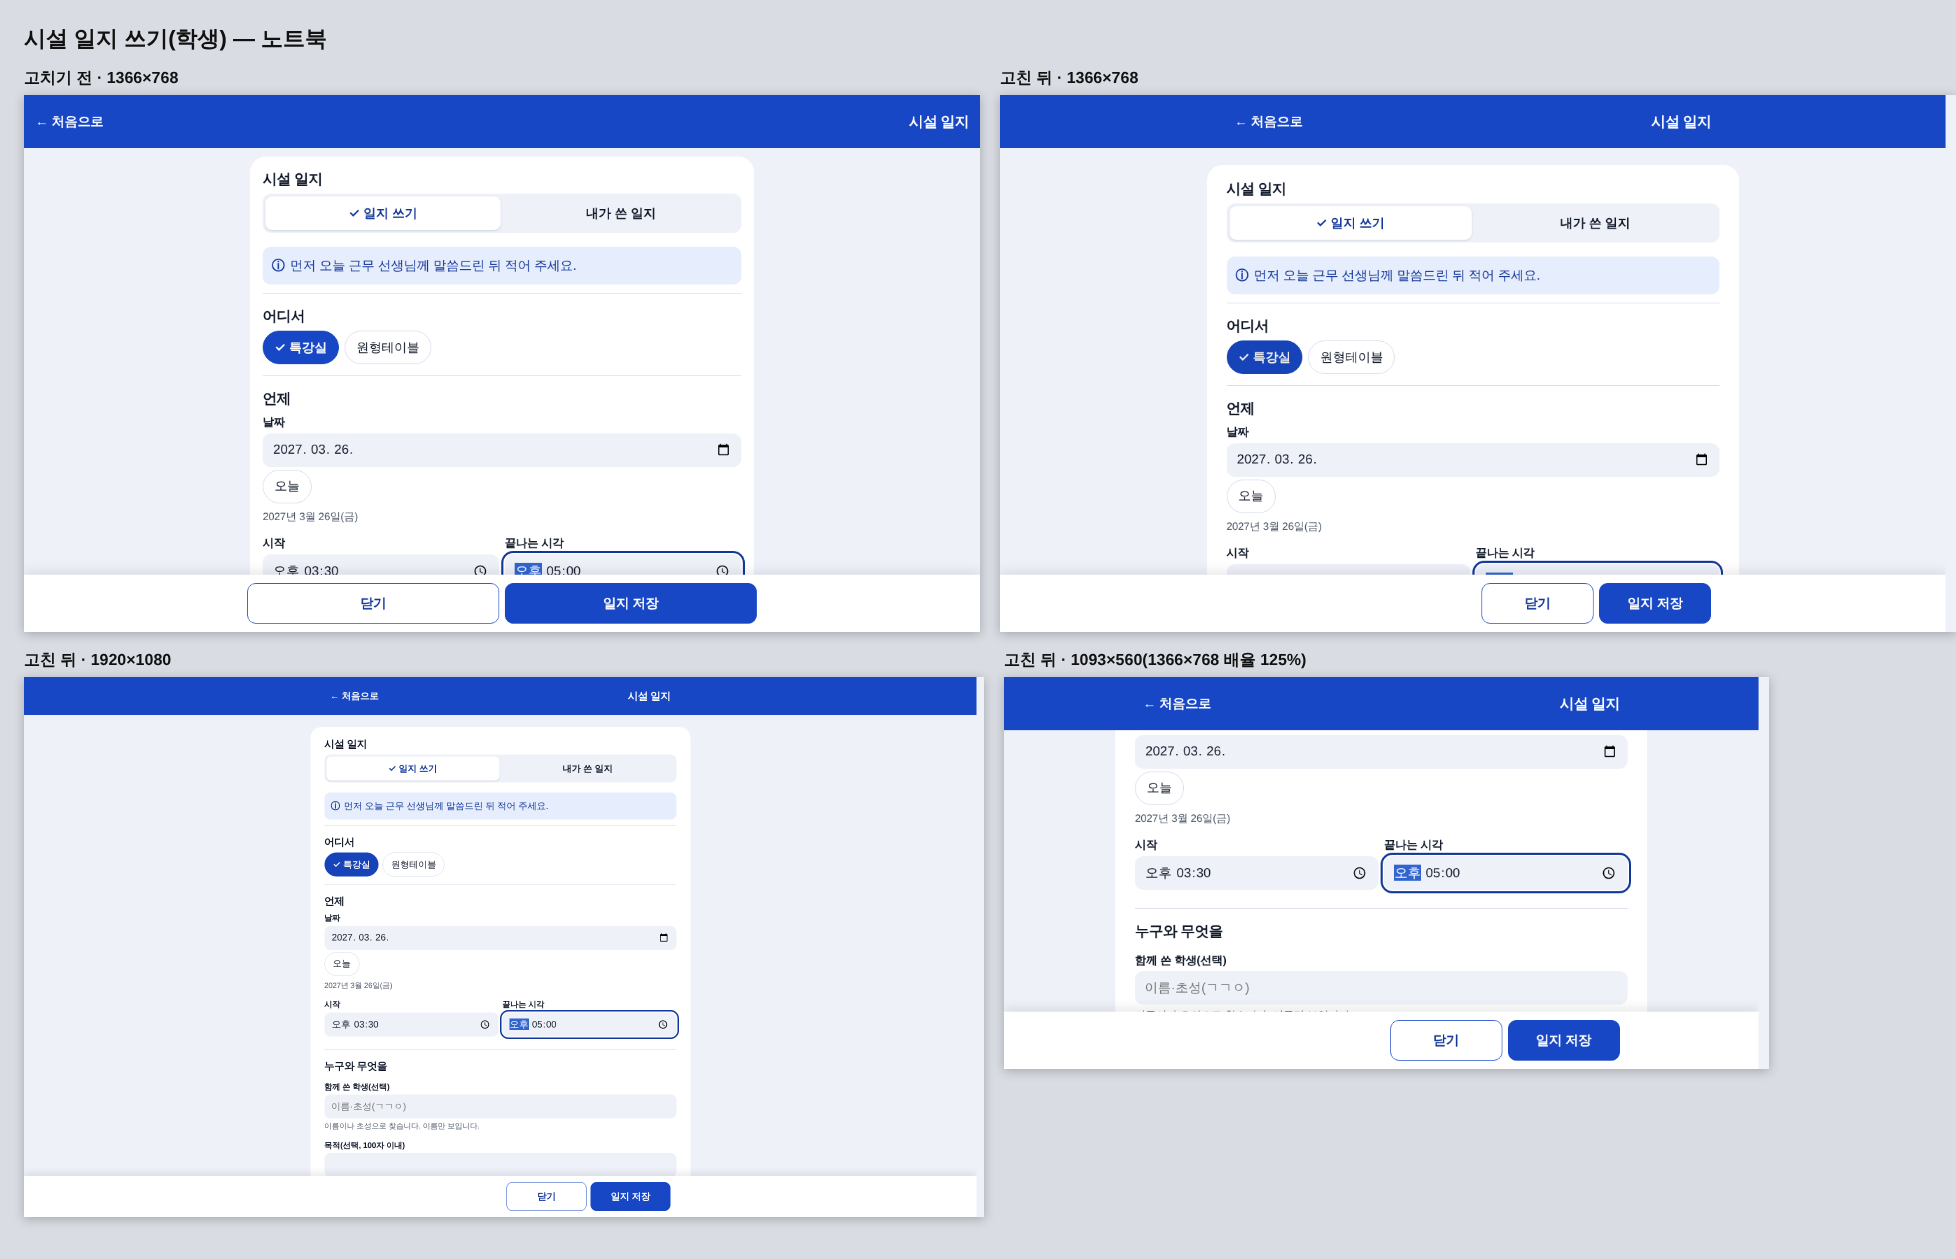 시설 일지 쓰기(학생) — 노트북
고치기 전 · 1366×768
← 처음으로
시설 일지
시설 일지
✓ 일지 쓰기
내가 쓴 일지
ⓘ 먼저 오늘 근무 선생님께 말씀드린 뒤 적어 주세요.
어디서
✓ 특강실
원형테이블
언제
날짜
2027. 03. 26.
오늘
2027년 3월 26일(금)
시작
끝나는 시각
오후 03:30
오후 05:00
닫기
일지 저장
고친 뒤 · 1366×768
← 처음으로
시설 일지
시설 일지
✓ 일지 쓰기
내가 쓴 일지
ⓘ 먼저 오늘 근무 선생님께 말씀드린 뒤 적어 주세요.
어디서
✓ 특강실
원형테이블
언제
날짜
2027. 03. 26.
오늘
2027년 3월 26일(금)
시작
끝나는 시각
닫기
일지 저장
고친 뒤 · 1920×1080
← 처음으로
시설 일지
시설 일지
✓ 일지 쓰기
내가 쓴 일지
ⓘ 먼저 오늘 근무 선생님께 말씀드린 뒤 적어 주세요.
어디서
✓ 특강실
원형테이블
언제
날짜
2027. 03. 26.
오늘
2027년 3월 26일(금)
시작
끝나는 시각
오후 03:30
오후 05:00
누구와 무엇을
함께 쓴 학생(선택)
이름·초성(ㄱㄱㅇ)
이름이나 초성으로 찾습니다. 이름만 보입니다.
목적(선택, 100자 이내)
닫기
일지 저장
고친 뒤 · 1093×560(1366×768 배율 125%)
← 처음으로
시설 일지
2027. 03. 26.
오늘
2027년 3월 26일(금)
시작
끝나는 시각
오후 03:30
오후 05:00
누구와 무엇을
함께 쓴 학생(선택)
이름·초성(ㄱㄱㅇ)
닫기
일지 저장